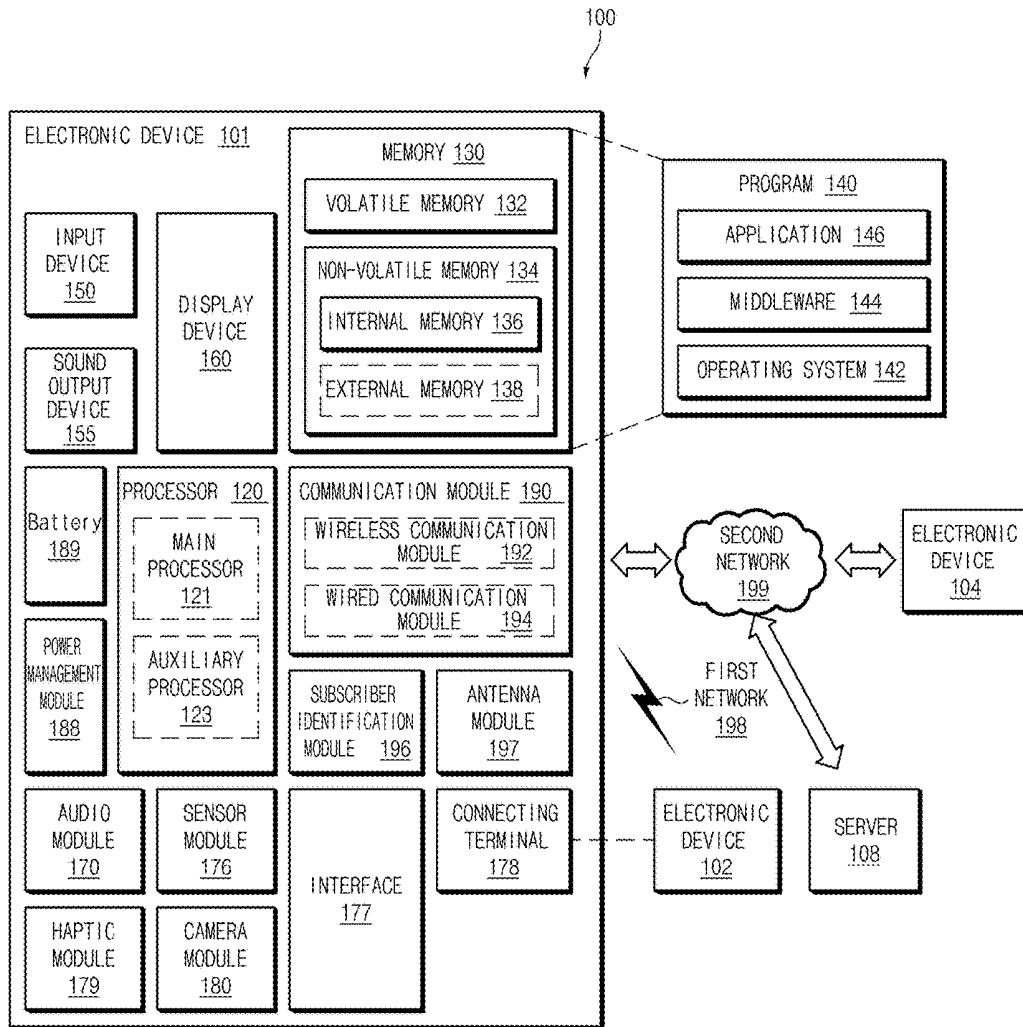 100
ELECTRONIC DEVICE 101
MEMORY 130
VOLATILE MEMORY 132
NON-VOLATILE MEMORY 134
INTERNAL MEMORY 136
EXTERNAL MEMORY 138
PROGRAM 140
APPLICATION 146
MIDDLEWARE 144
OPERATING SYSTEM 142
INPUT
DEVICE
150
DISPLAY
DEVICE
160
SOUND
OUTPUT
DEVICE
155
Battery
189
PROCESSOR 120
MAIN
PROCESSOR
121
AUXILIARY
PROCESSOR
123
COMMUNICATION MODULE 190
WIRELESS COMMUNICATION
MODULE 192
WIRED COMMUNICATION
MODULE 194
SECOND
NETWORK
199
ELECTRONIC
DEVICE
104
POWER
MANAGEMENT
MODULE
188
SUBSCRIBER
IDENTIFICATION
MODULE 196
ANTENNA
MODULE
197
FIRST
NETWORK
198
AUDIO
MODULE
170
SENSOR
MODULE
176
INTERFACE
177
CONNECTING
TERMINAL
178
ELECTRONIC
DEVICE
102
SERVER
108
HAPTIC
MODULE
179
CAMERA
MODULE
180